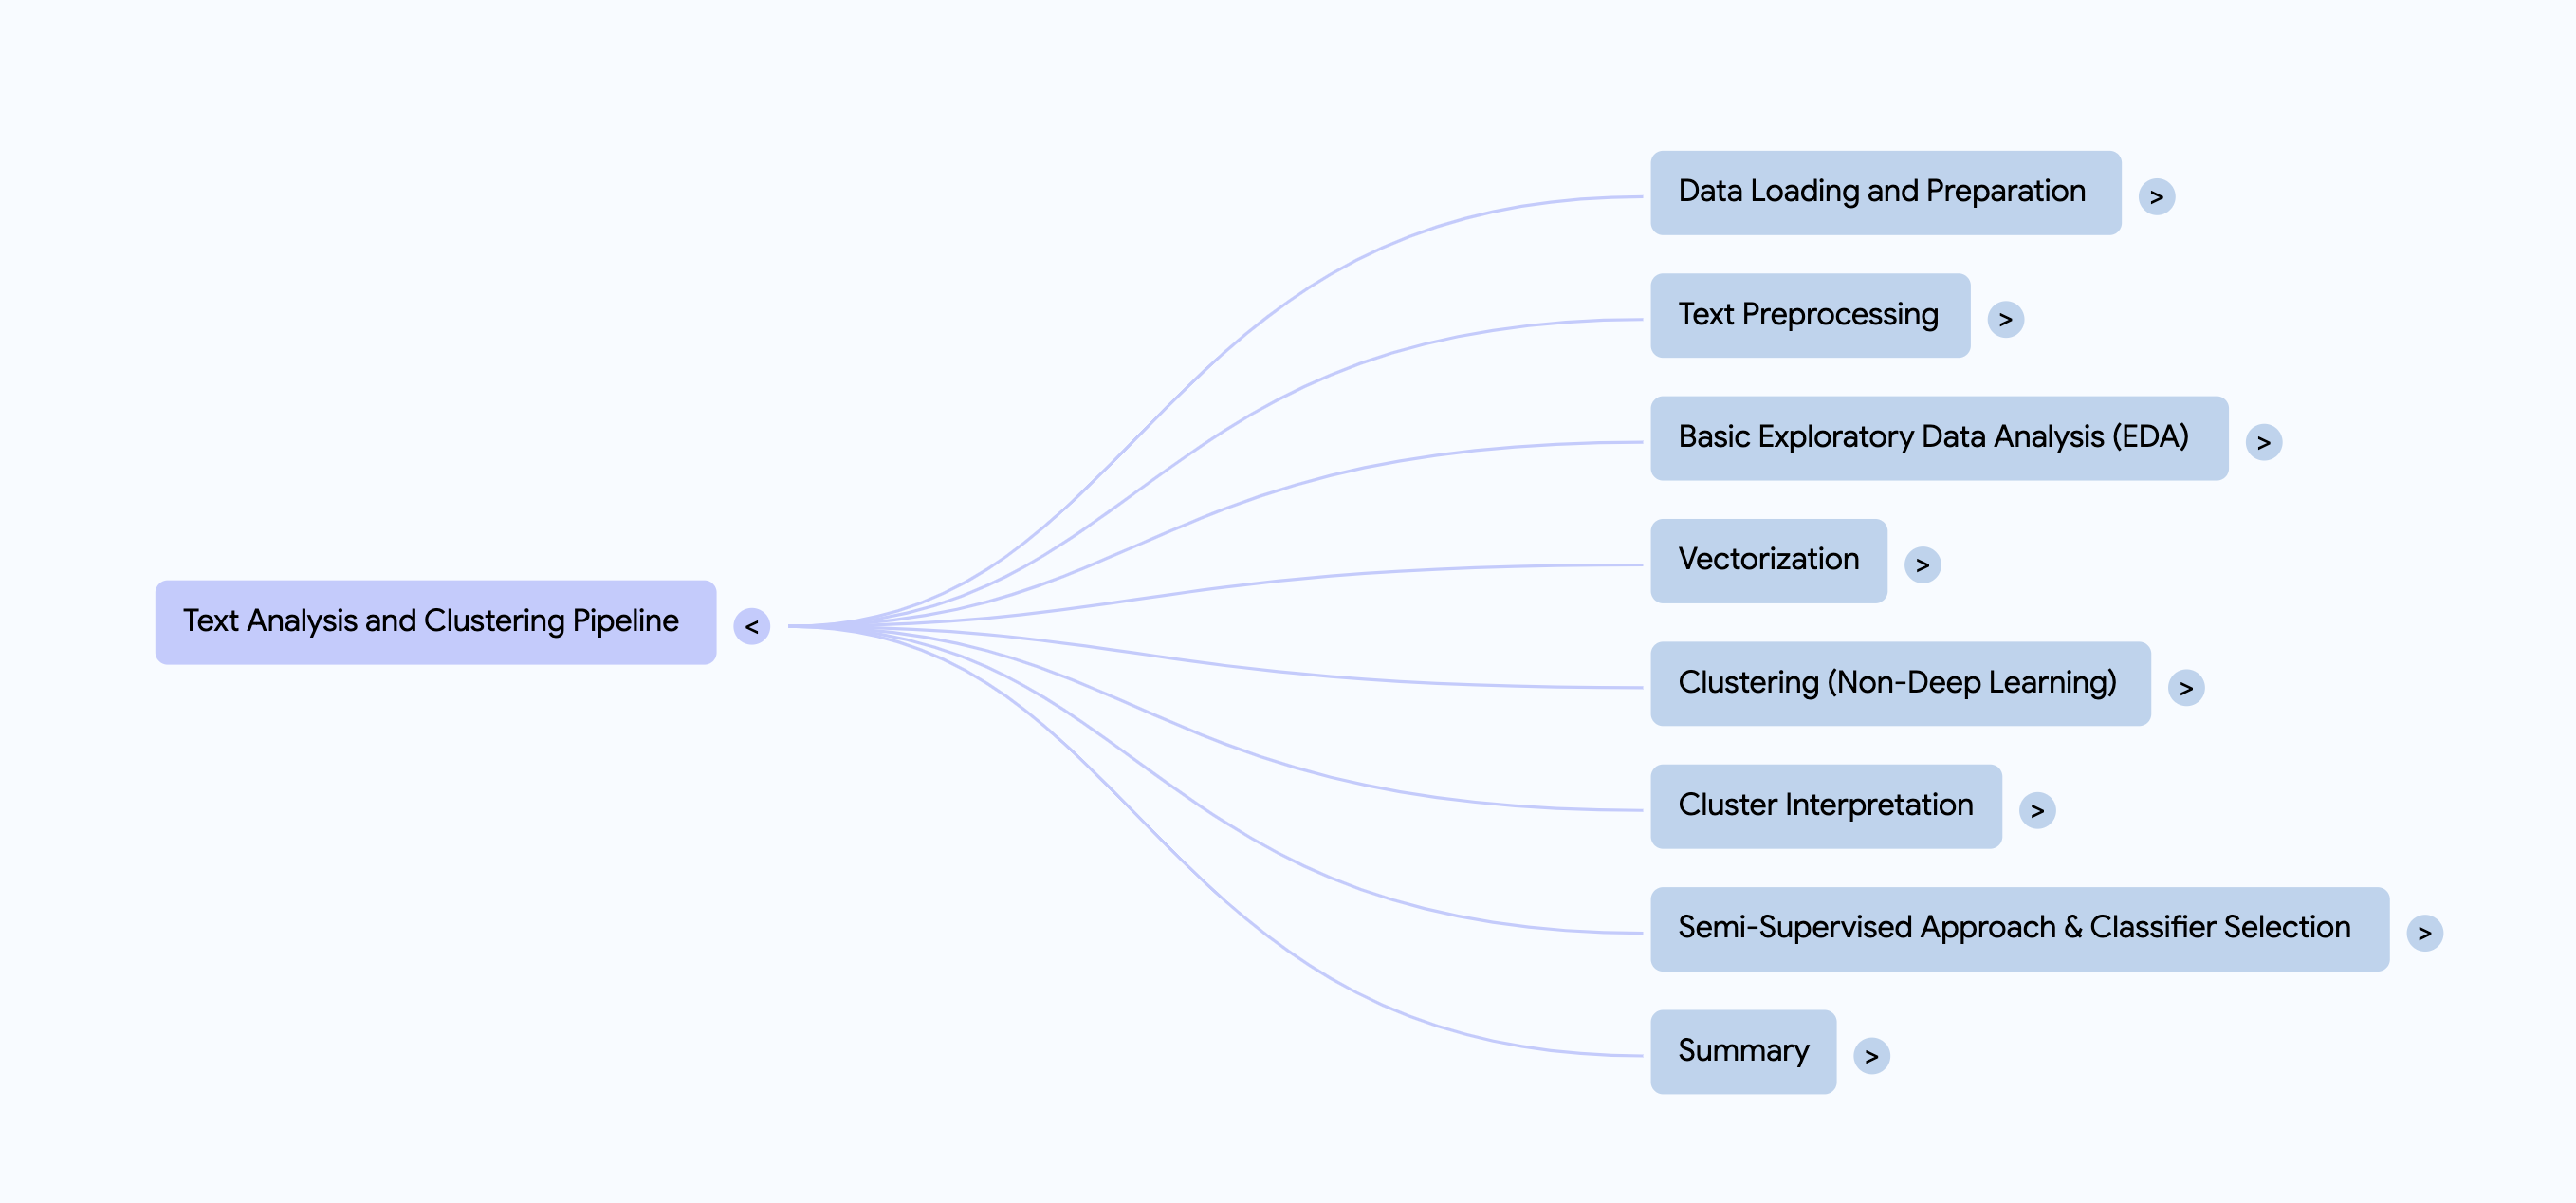 Text Analysis and Clustering Pipeline <
Data Loading and Preparation >
Text Preprocessing >
Basic Exploratory Data Analysis (EDA) >
Vectorization >
Clustering (Non-Deep Learning) >
Cluster Interpretation >
Semi-Supervised Approach & Classifier Selection >
Summary >